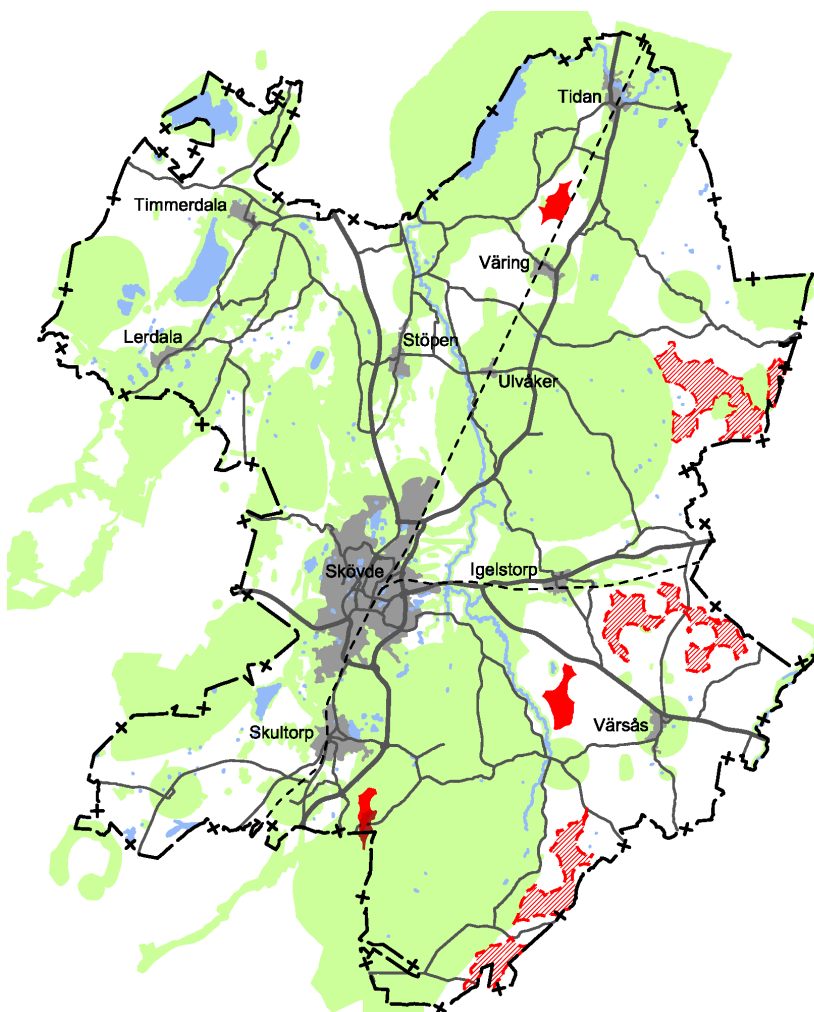 Tidan
Timmerdala
Väring
Lerdala
Stöpen
Ulvåker
Skövde
Igelstorp
Skultorp
Värsås